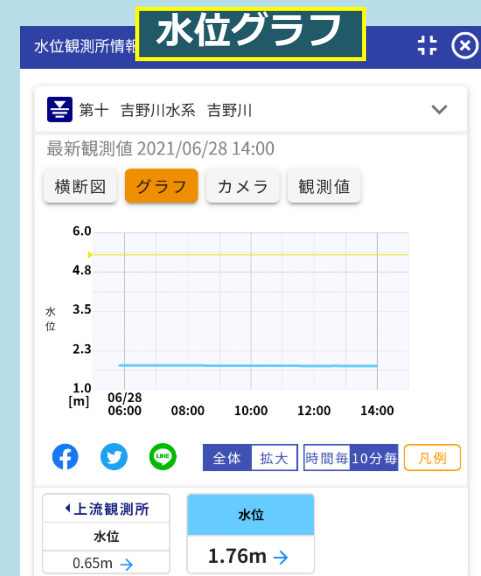 水位グラフ
水位観測所情報
第十 吉野川水系 吉野川
最新観測値 2021/06/28 14:00
横断図 グラフ カメラ 観測値
6.0
4.8
3.5
2.3
1.0
水位
[m]
06/28
06:00 08:00 10:00 12:00 14:00
LINE
全体 拡大 時間毎 10分毎 凡例
上流観測所
水位
0.65m →
水位
1.76m →